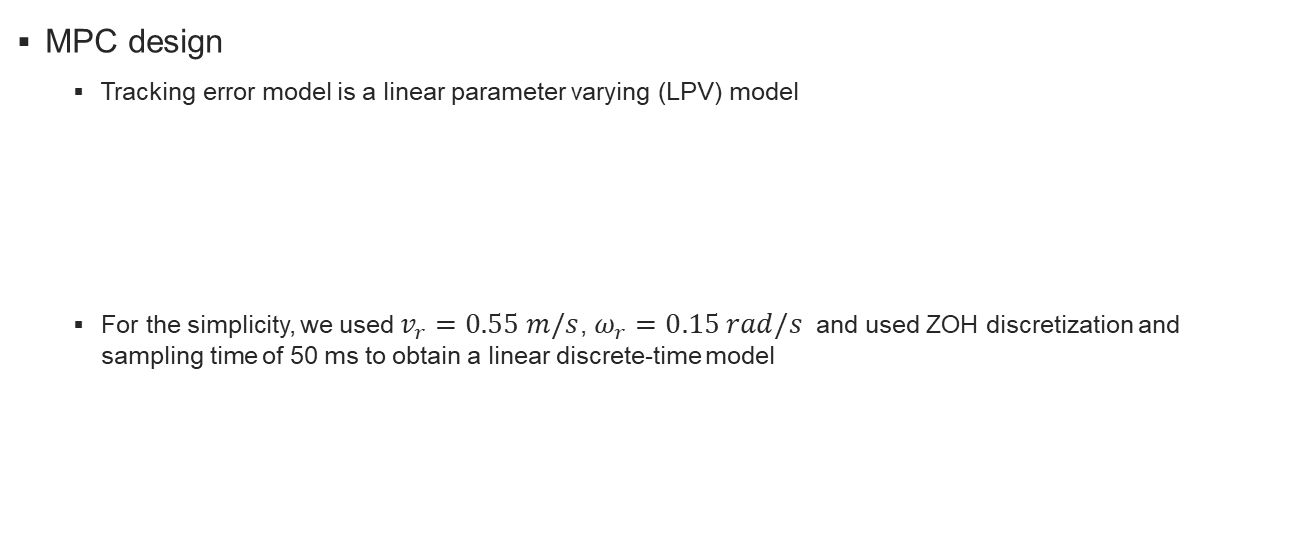 ▪ MPC design
▪ Tracking error model is a linear parameter varying (LPV) model
▪ For the simplicity, we used 𝑣ᵣ = 0.55 𝑚/𝑠, 𝜔ᵣ = 0.15 𝑟𝑎𝑑/𝑠 and used ZOH discretization and
sampling time of 50 ms to obtain a linear discrete-time model